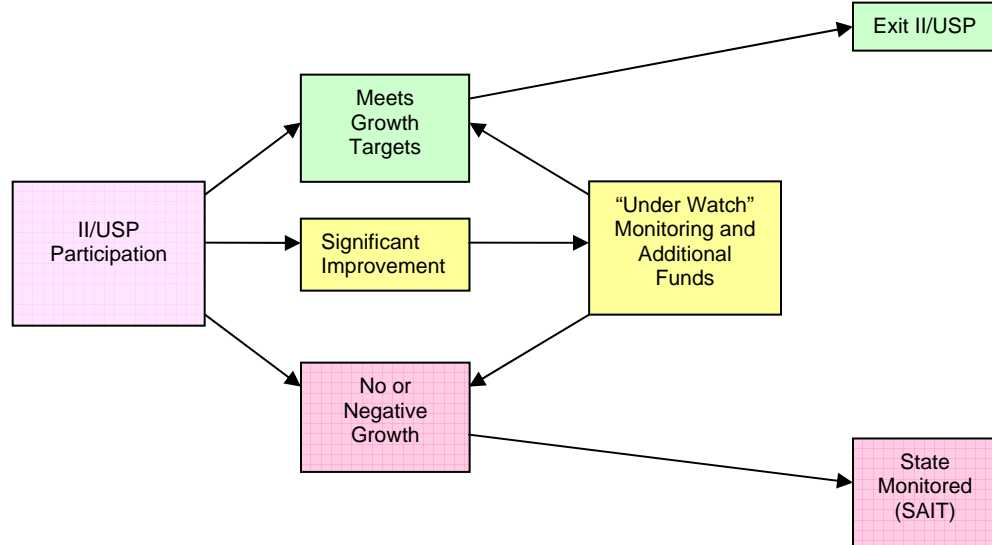 Exit II/USP
Meets
Growth
Targets
II/USP
Participation
Significant
Improvement
“Under Watch”
Monitoring and
Additional
Funds
No or
Negative
Growth
State
Monitored
(SAIT)